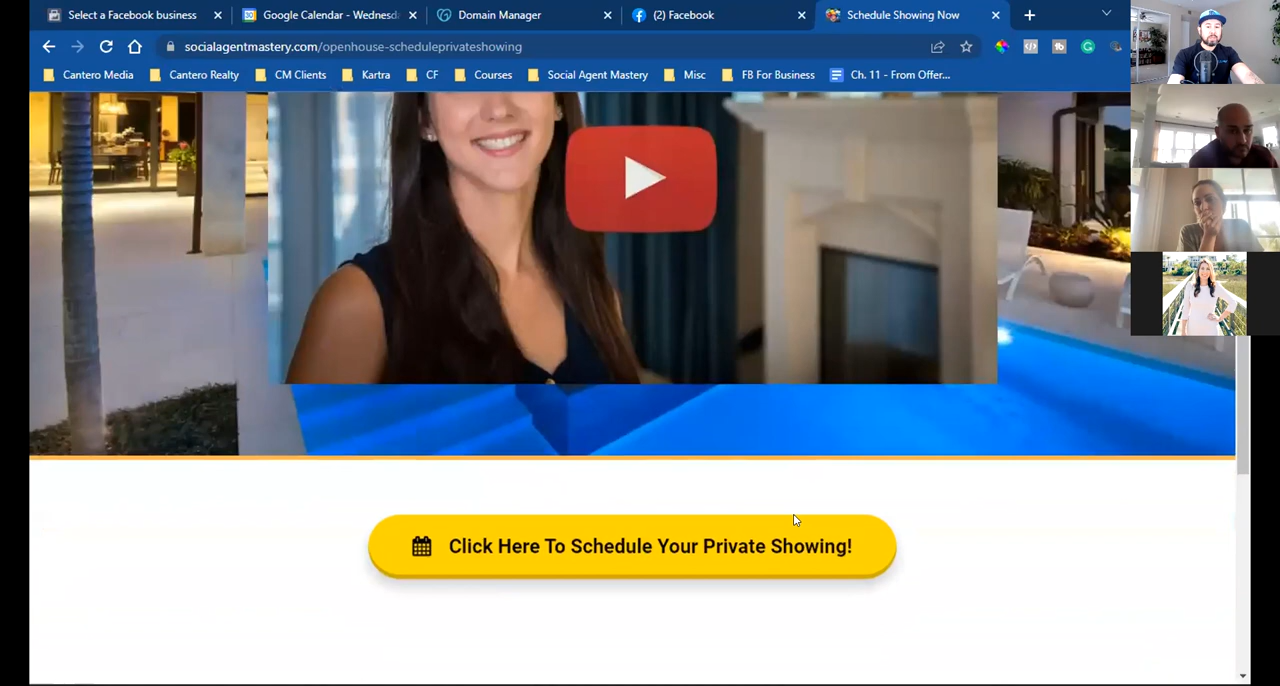 Select a Facebook business
Google Calendar - Wednesda
Domain Manager
(2) Facebook
Schedule Showing Now
socialagentmastery.com/openhouse-scheduleprivateshowing
Cantero Media
Cantero Realty
CM Clients
Kartra
CF
Courses
Social Agent Mastery
Misc
FB For Business
Ch. 11 - From Offer...
Click Here To Schedule Your Private Showing!